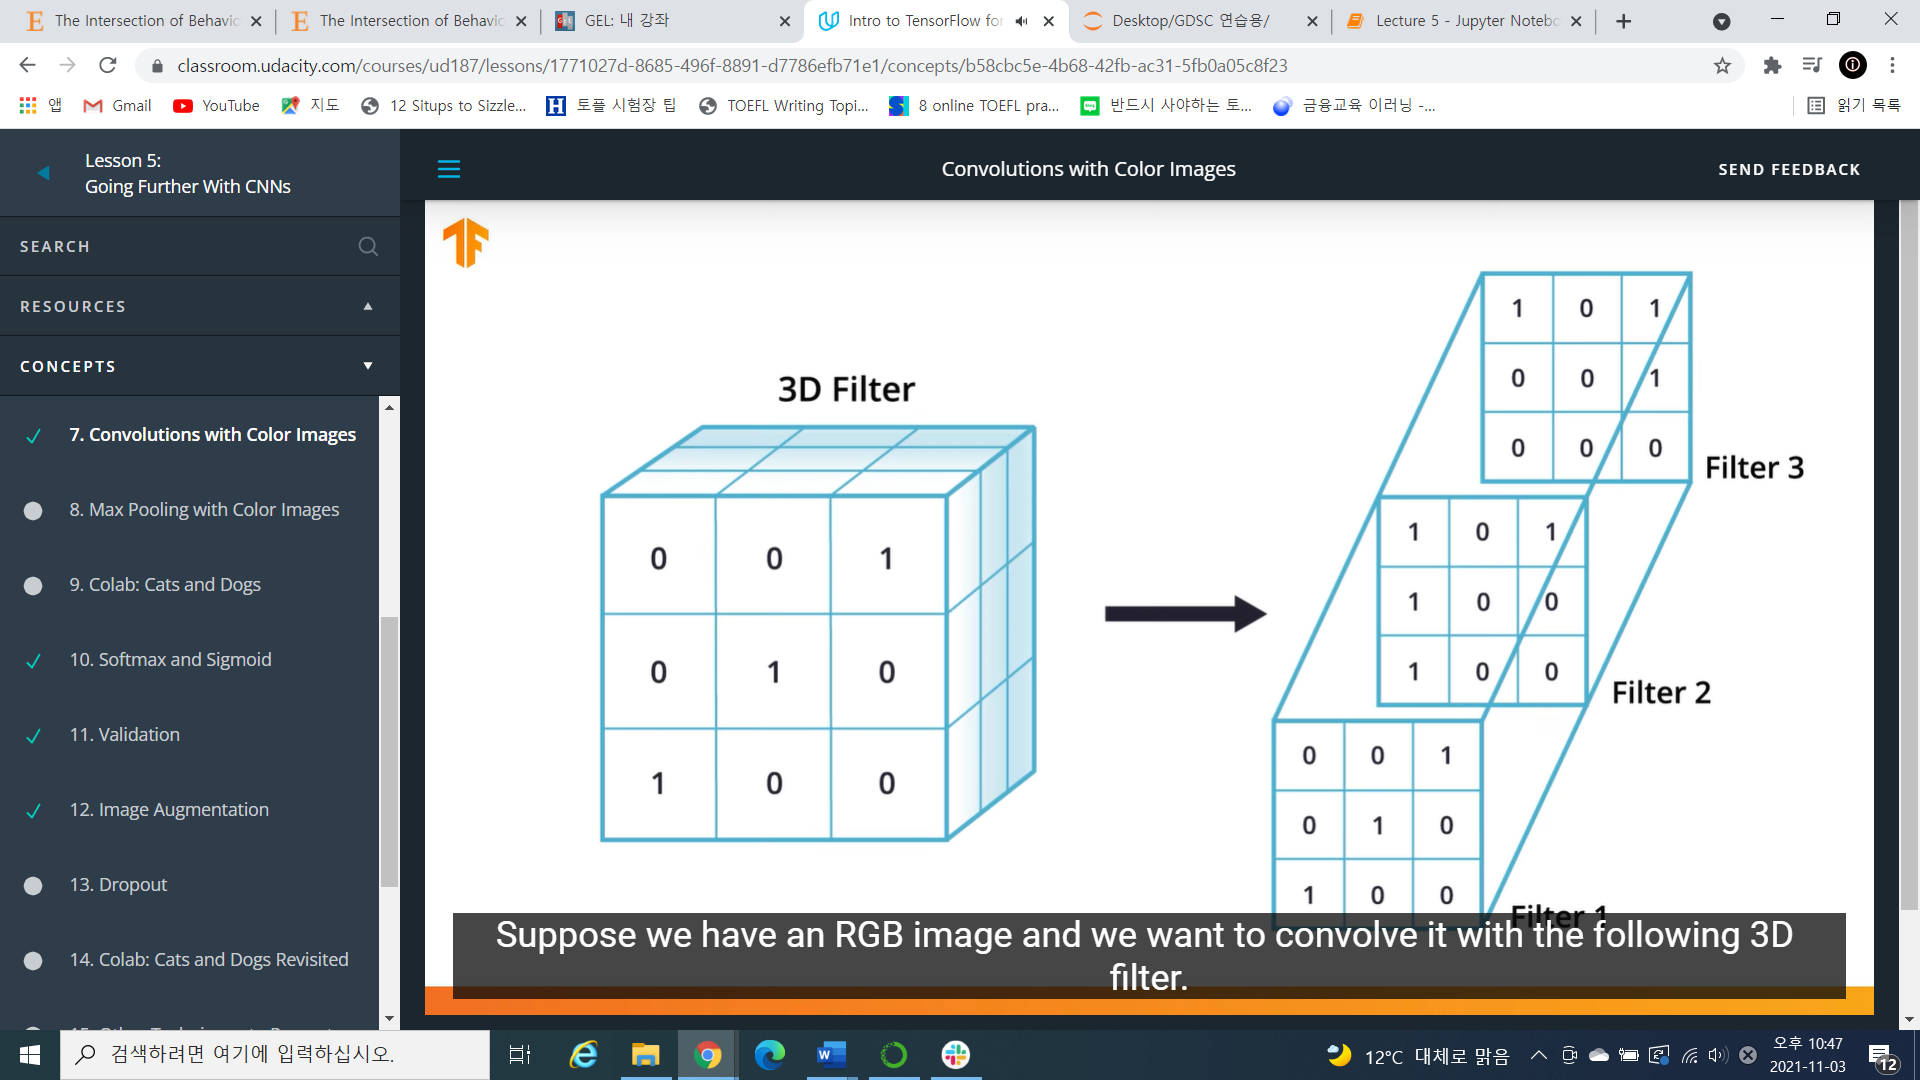 The Intersection of Behavio
The Intersection of Behavio
GEL: 내 강좌
Intro to TensorFlow for
Desktop/GDSC 연습용/
Lecture 5 - Jupyter Notebo
classroom.udacity.com/courses/ud187/lessons/1771027d-8685-496f-8891-d7786efb71e1/concepts/b58cbc5e-4b68-42fb-ac31-5fb0a05c8f23
앱
Gmail
YouTube
지도
12 Situps to Sizzle...
토플 시험장 팁
TOEFL Writing Topi...
8 online TOEFL pra...
반드시 사야하는 토...
금융교육 이러닝 -...
읽기 목록
Lesson 5:
Going Further With CNNs
SEARCH
RESOURCES
CONCEPTS
7. Convolutions with Color Images
8. Max Pooling with Color Images
9. Colab: Cats and Dogs
10. Softmax and Sigmoid
11. Validation
12. Image Augmentation
13. Dropout
14. Colab: Cats and Dogs Revisited
Convolutions with Color Images
SEND FEEDBACK
3D Filter
0 0 1
0 1 0
1 0 0
1 0 1
0 0 1
0 0 0
Filter 3
1 0 1
1 0 0
1 0 0
Filter 2
0 0 1
0 1 0
1 0 0
Filter 1
Suppose we have an RGB image and we want to convolve it with the following 3D
filter.
검색하려면 여기에 입력하십시오.
12°C 대체로 맑음
오후 10:47
2021-11-03
12